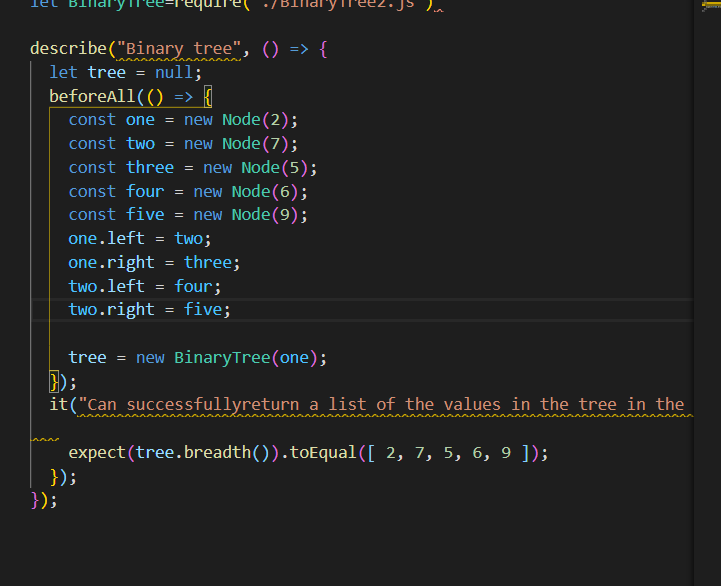 let BinaryTree=require('./BinaryTree2.js')
describe("Binary tree", () => {
let tree = null;
beforeAll(() => {
const one = new Node(2);
const two = new Node(7);
const three = new Node(5);
const four = new Node(6);
const five = new Node(9);
one.left = two;
one.right = three;
two.left = four;
two.right = five;
tree = new BinaryTree(one);
});
it("Can successfullyreturn a list of the values in the tree in the
expect(tree.breadth()).toEqual([ 2, 7, 5, 6, 9 ]);
});
});